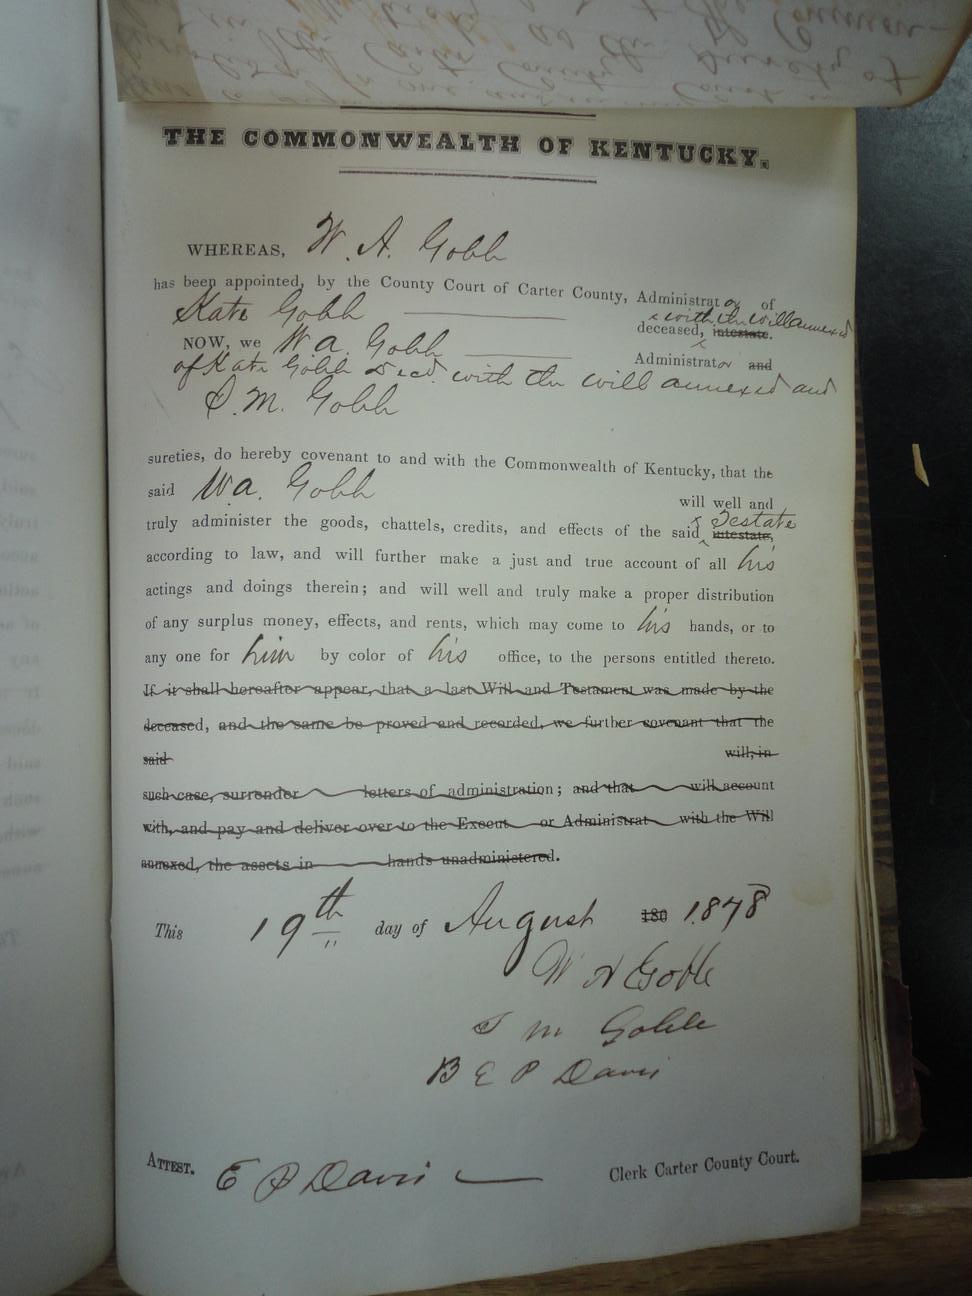 THE COMMONWEALTH OF KENTUCKY.
WHEREAS, W. A. Gobb
has been appointed, by the County Court of Carter County, Administrator of
Kate Gobb with the will annexed
deceased, intestate.
NOW, we W a. Gobb Administrator and
of Kate Gobb Decd with the will annexed and
S. M. Gobb
sureties, do hereby covenant to and with the Commonwealth of Kentucky, that the
said W a. Gobb will well and
truly administer the goods, chattels, credits, and effects of the said Testate intestate,
according to law, and will further make a just and true account of all his
actings and doings therein; and will well and truly make a proper distribution
of any surplus money, effects, and rents, which may come to his hands, or to
any one for him by color of his office, to the persons entitled thereto.
If it shall hereafter appear, that a last Will and Testament was made by the
deceased, and the same be proved and recorded, we further covenant that the
said will, in
such case, surrender letters of administration; and that will account
with, and pay and deliver over to the Execut or Administrat with the Will
annexed, the assets in hands unadministered.
This 19th day of August 186 1878
W A Goble
S M Goble
B E P Davis
ATTEST. E P Davis Clerk Carter County Court.